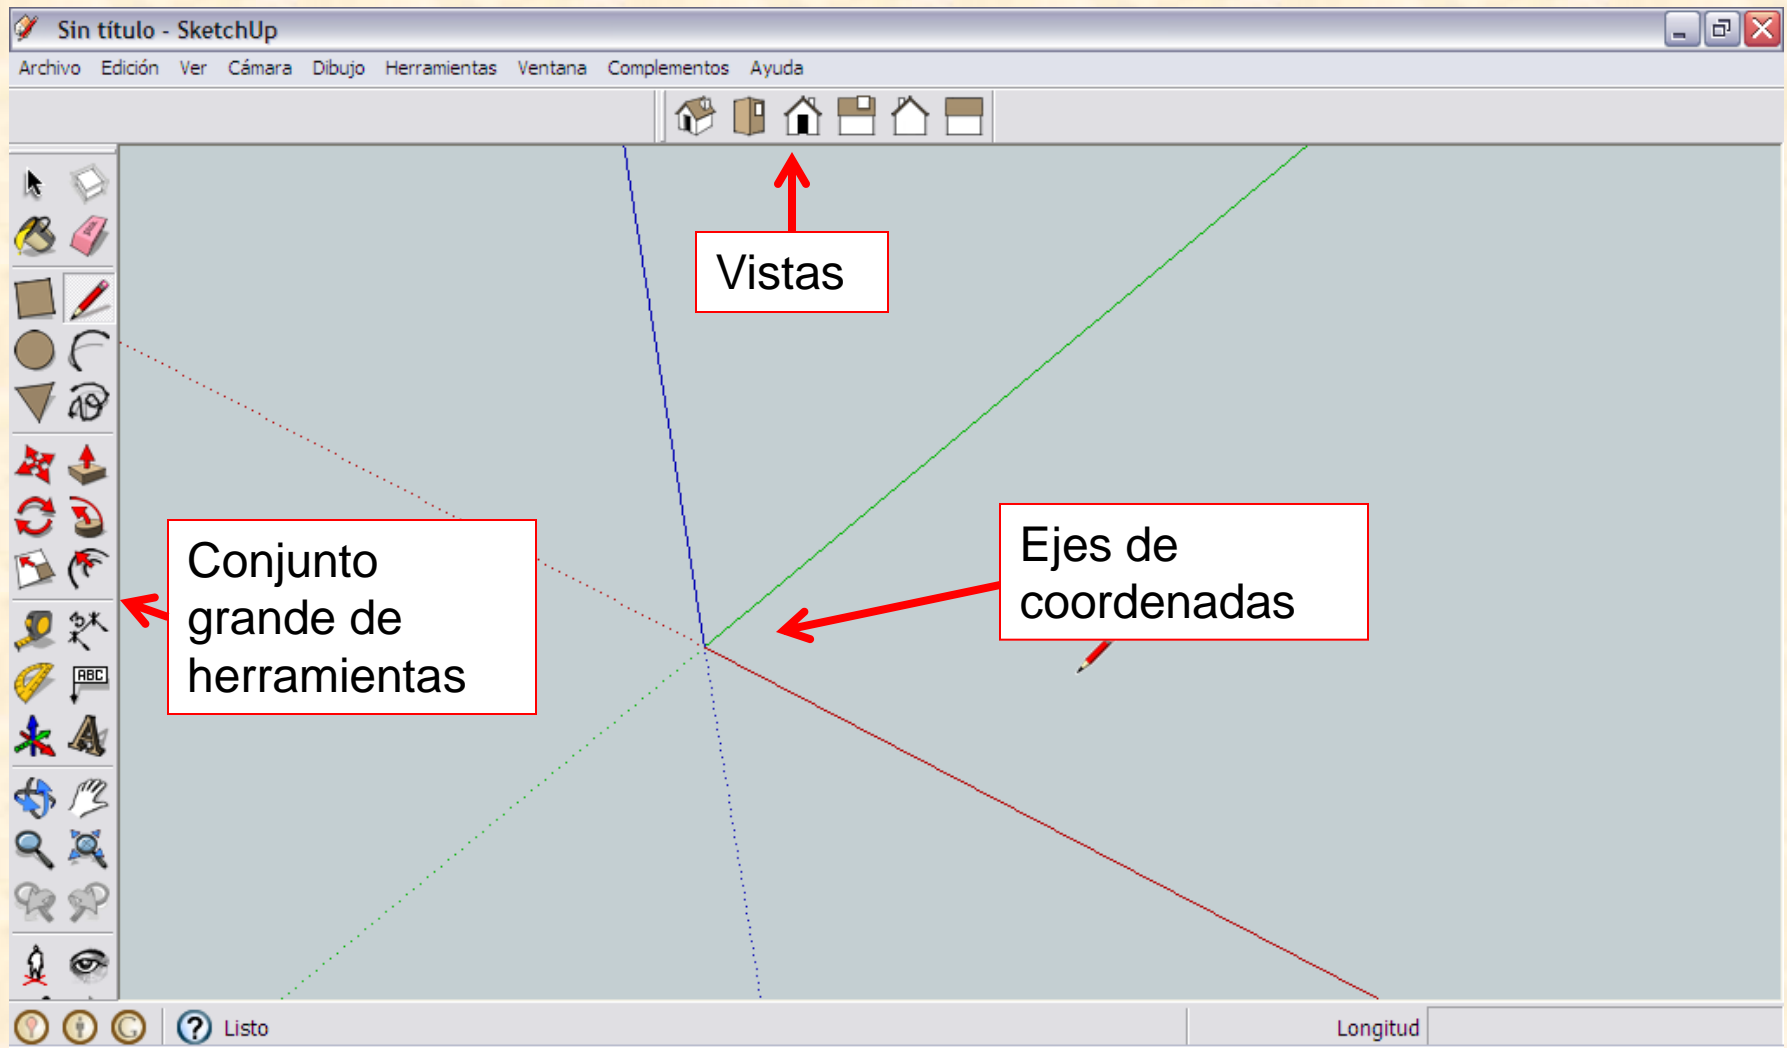 Sin título - SketchUp
Archivo Edición Ver Cámara Dibujo Herramientas Ventana Complementos Ayuda
Vistas
Ejes de
coordenadas
Conjunto
grande de
herramientas
ABC
A
Listo
Longitud